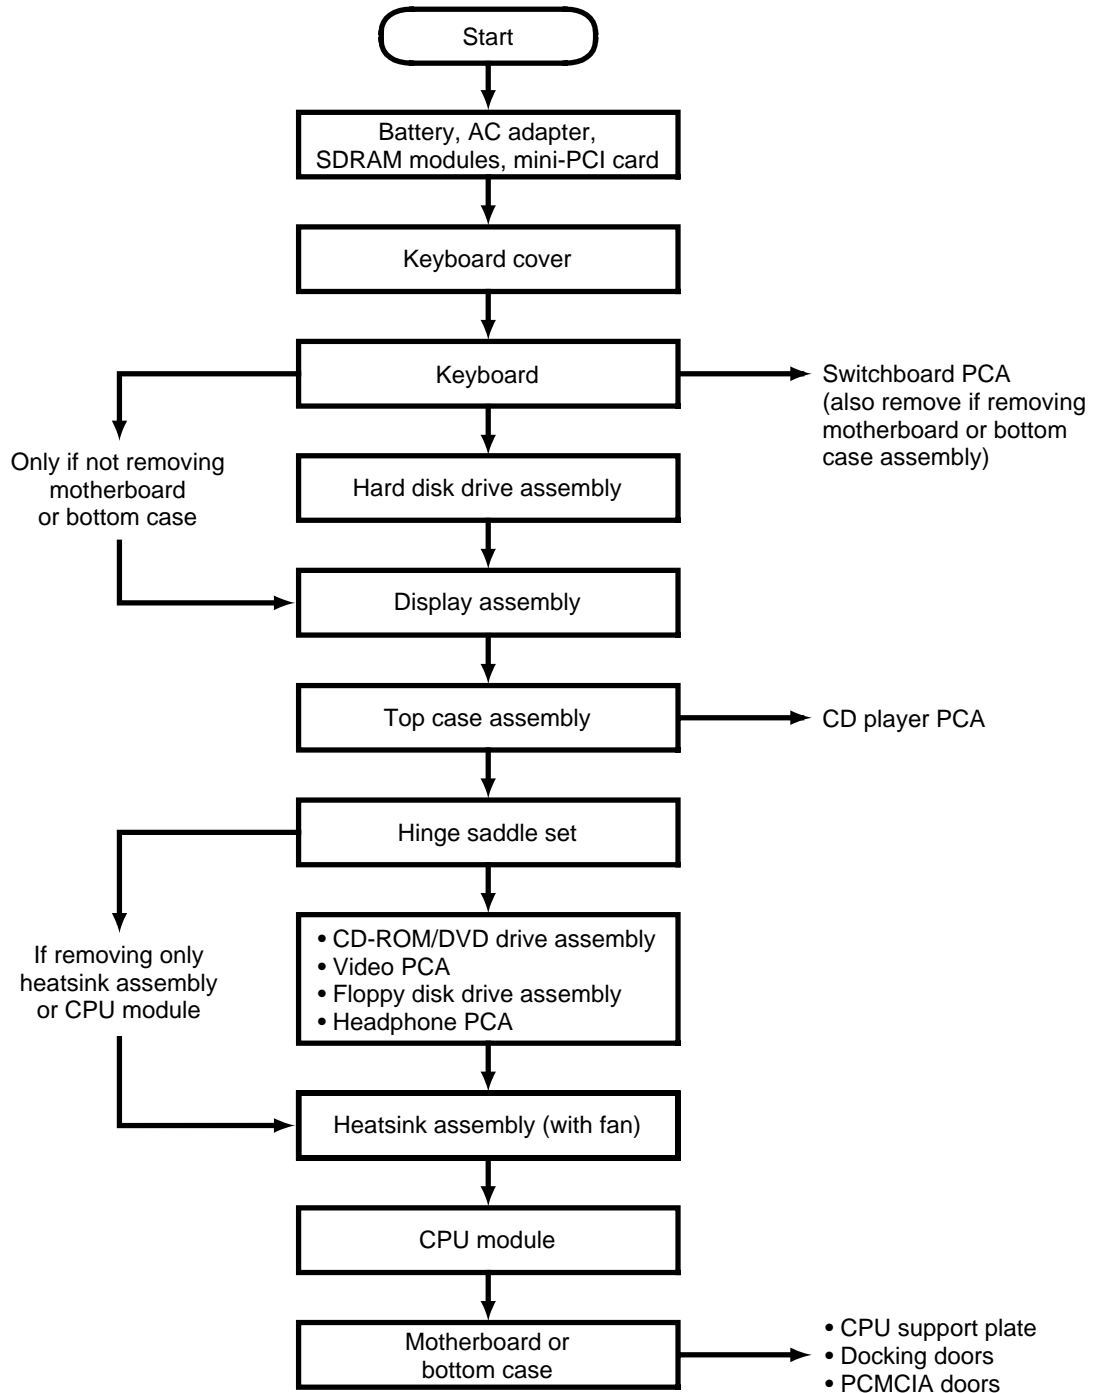 Start
Battery, AC adapter,
SDRAM modules, mini-PCI card
Keyboard cover
Keyboard
Switchboard PCA
(also remove if removing
motherboard or bottom
case assembly)
Only if not removing
motherboard
or bottom case
Hard disk drive assembly
Display assembly
Top case assembly
CD player PCA
Hinge saddle set
If removing only
heatsink assembly
or CPU module
• CD-ROM/DVD drive assembly
• Video PCA
• Floppy disk drive assembly
• Headphone PCA
Heatsink assembly (with fan)
CPU module
Motherboard or
bottom case
• CPU support plate
• Docking doors
• PCMCIA doors